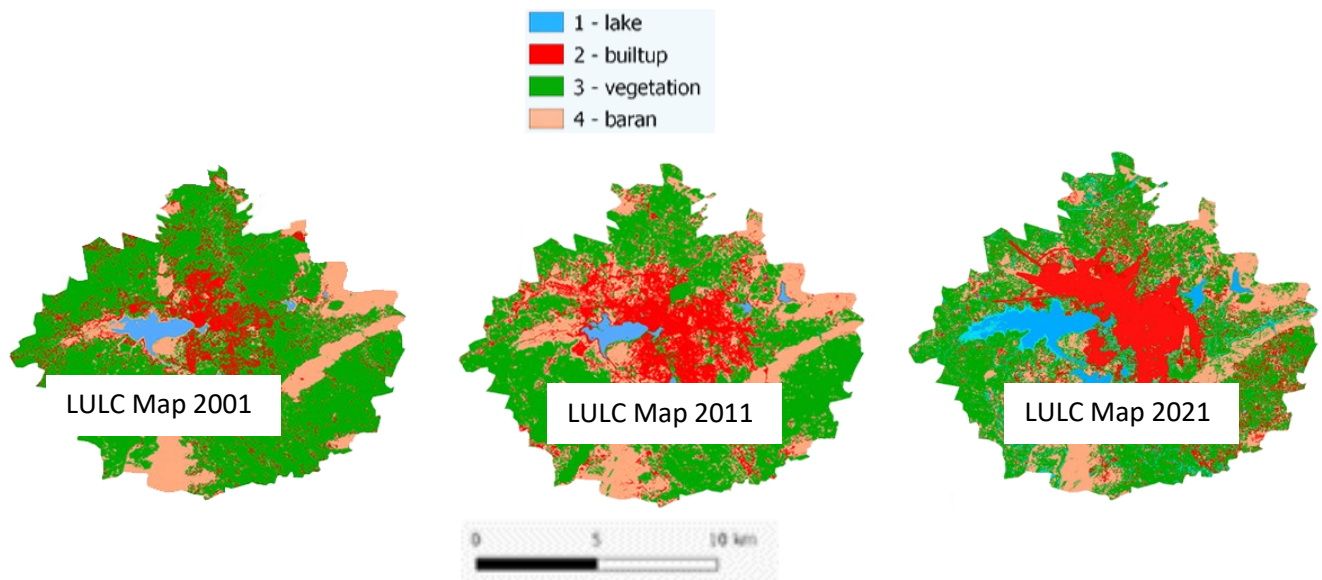 1 - lake
2 - builtup
3 - vegetation
4 - baran
LULC Map 2001
LULC Map 2011
LULC Map 2021
0 5 10 km